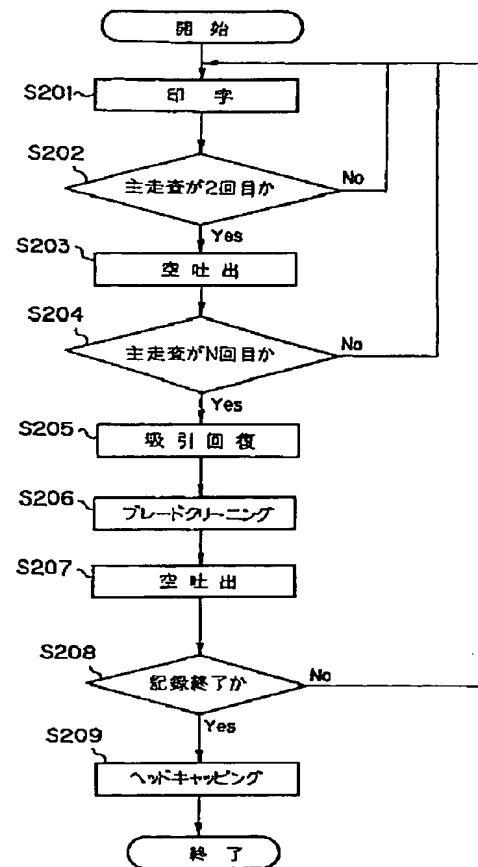 開始
S201
印字
S202
主走査が2回目か
No
Yes
S203
空吐出
S204
主走査がN回目か
No
Yes
S205
吸引回復
S206
ブレードクリーニング
S207
空吐出
S208
記録終了か
No
Yes
S209
ヘッドキャッピング
終了